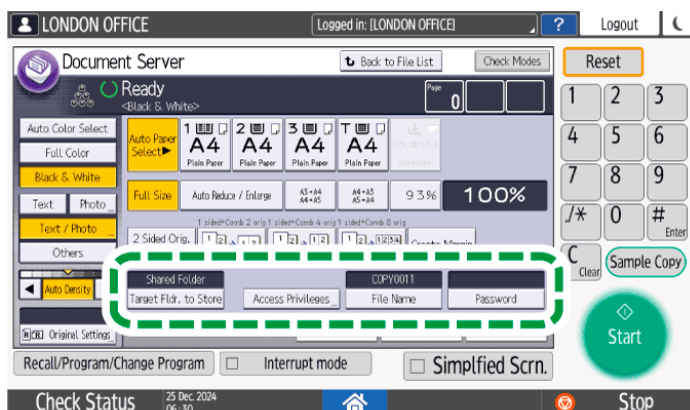 LONDON OFFICE
Logged in: [LONDON OFFICE]
?
Logout
Document Server
Back to File List
Check Modes
Reset
Ready
<Black & White>
Page
0
1
2
3
Auto Color Select
Full Color
Black & White
Text
Photo
Text / Photo
Others
Auto Density
Original Settings
Auto Paper
Select▶
1
A4
Plain Paper
2
A4
Plain Paper
3
A4
Plain Paper
T
A4
Plain Paper
4
5
6
Full Size
Auto Reduce / Enlarge
A3→A4
A4→A5
A4→A3
A5→A4
93%
100%
7
8
9
1 sided→Comb 2 orig
1 sided→Comb 4 orig
1 sided→Comb 8 orig
2 Sided Orig.
./*
0
#
Enter
Shared Folder
Target Fldr. to Store
Access Privileges
COPY0011
File Name
Password
C
Clear
Sample Copy
Start
Recall/Program/Change Program
Interrupt mode
Simplfied Scrn.
Check Status
25 Dec. 2024
Stop